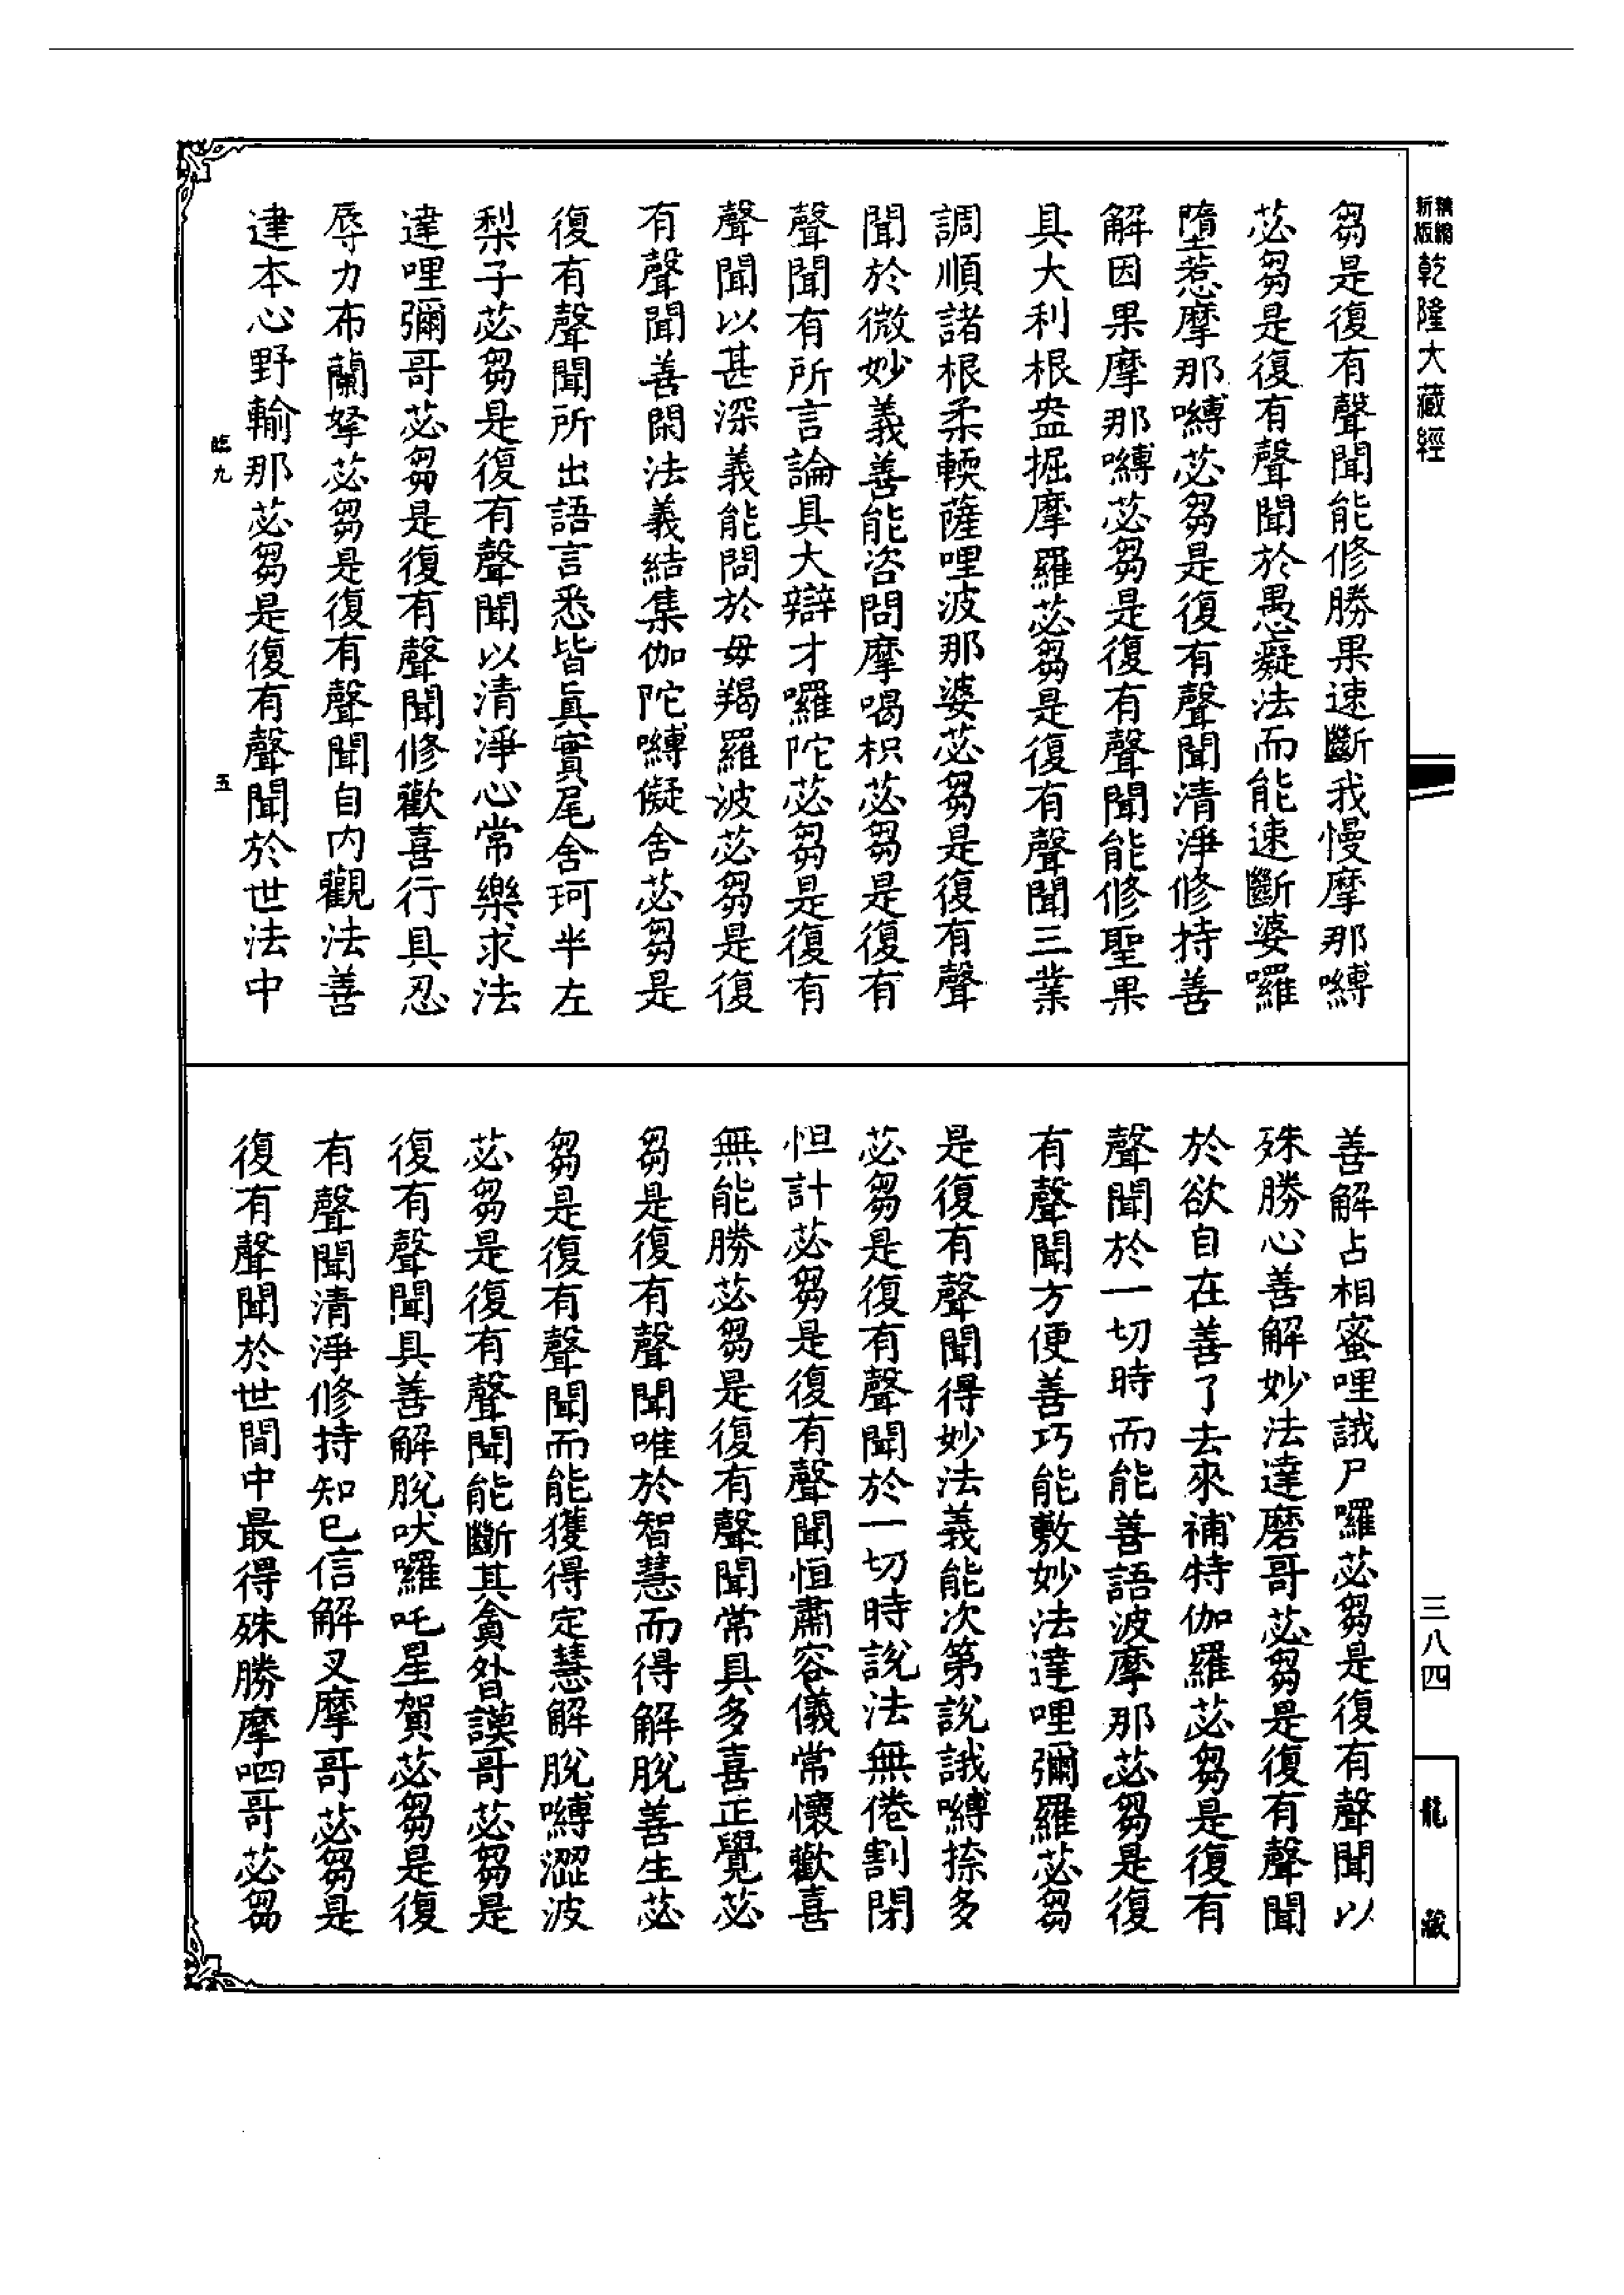 精縮新版乾隆大藏經
芻是復有聲聞能修勝果速斷我慢摩那嚩
苾芻是復有聲聞於愚癡法而能速斷婆囉
墮惹摩那嚩苾芻是復有聲聞清淨修持善
解因果摩那嚩苾芻是復有聲聞能修聖果
具大利根盎掘摩羅苾芻是復有聲聞三業
調順諸根柔輭薩哩波那婆苾芻是復有聲
聞於微妙義善能咨問摩喝枳苾芻是復有
聲聞有所言論具大辯才囉陀苾芻是復有
聲聞以甚深義能問於毋羯羅波苾芻是復
有聲聞善閑法義結集伽陀嚩儗舍苾芻是
復有聲聞所出語言悉皆眞實尾舍珂半左
梨子苾芻是復有聲聞以清淨心常樂求法
達哩彌哥苾芻是復有聲聞修歡喜行具忍
辱力布蘭拏苾芻是復有聲聞自内觀法善
達本心野輸那苾芻是復有聲聞於世法中
臨九
五
善解占相蜜哩誐尸囉苾芻是復有聲聞以
殊勝心善解妙法達磨哥苾芻是復有聲聞
於欲自在善了去來補特伽羅苾芻是復有
聲聞於一切時而能善語波摩那苾芻是復
有聲聞方便善巧能敷妙法達哩彌羅苾芻
是復有聲聞得妙法義能次第說誐嚩捺多
苾芻是復有聲聞於一切時說法無倦割閉
怛計苾芻是復有聲聞恒肅容儀常懷歡喜
無能勝苾芻是復有聲聞常具多喜正覺苾
芻是復有聲聞唯於智慧而得解脫善生苾
芻是復有聲聞而能獲得定慧解脫嚩澀波
苾芻是復有聲聞能斷其貪沓謨哥苾芻是
復有聲聞具善解脫吠囉吒星賀苾芻是復
有聲聞清淨修持知已信解叉摩哥苾芻是
復有聲聞於世間中最得殊勝摩呬哥苾芻
三八四
龍藏